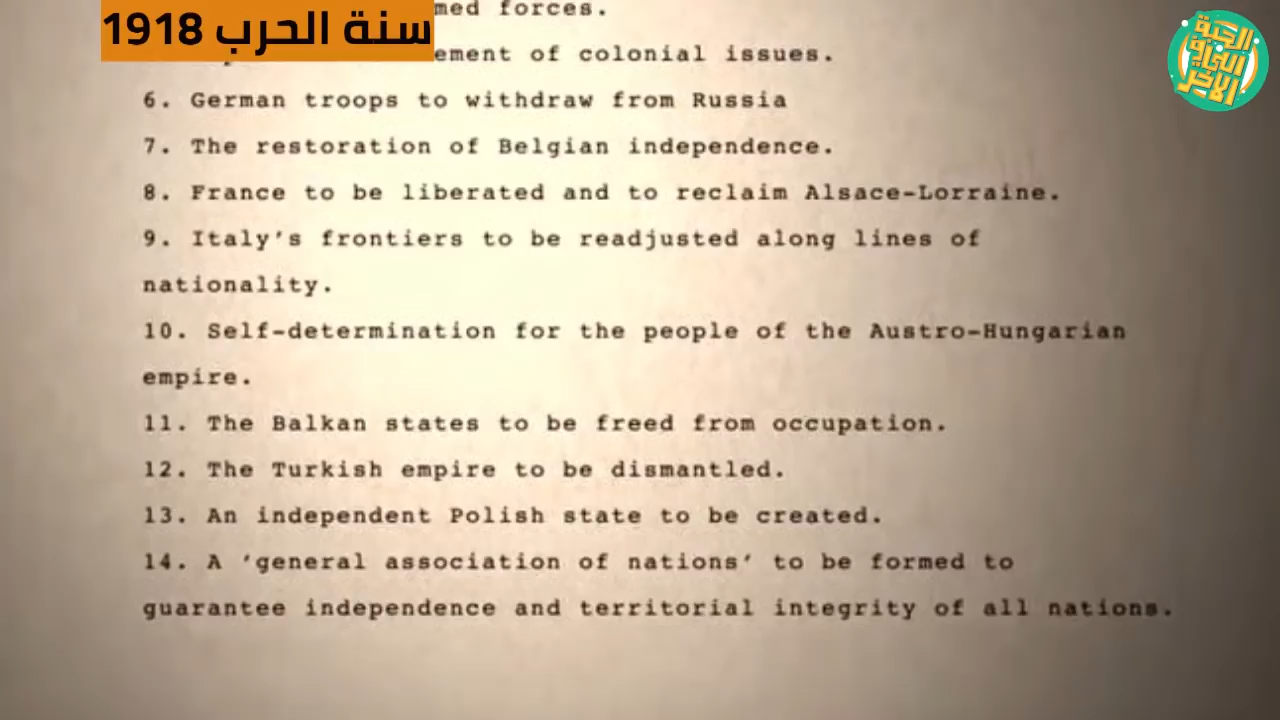 سنة الحرب 1918
med forces.
ement of colonial issues.
6. German troops to withdraw from Russia
7. The restoration of Belgian independence.
8. France to be liberated and to reclaim Alsace-Lorraine.
9. Italy's frontiers to be readjusted along lines of
nationality.
10. Self-determination for the people of the Austro-Hungarian
empire.
11. The Balkan states to be freed from occupation.
12. The Turkish empire to be dismantled.
13. An independent Polish state to be created.
14. A 'general association of nations' to be formed to
guarantee independence and territorial integrity of all nations.